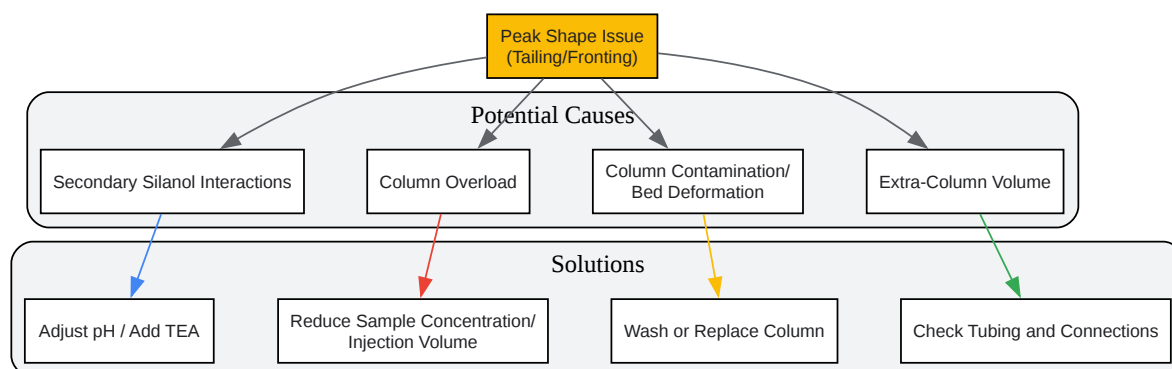 Peak Shape Issue
(Tailing/Fronting)
Potential Causes
Secondary Silanol Interactions
Column Overload
Column Contamination/
Bed Deformation
Extra-Column Volume
Solutions
Adjust pH / Add TEA
Reduce Sample Concentration/
Injection Volume
Wash or Replace Column
Check Tubing and Connections